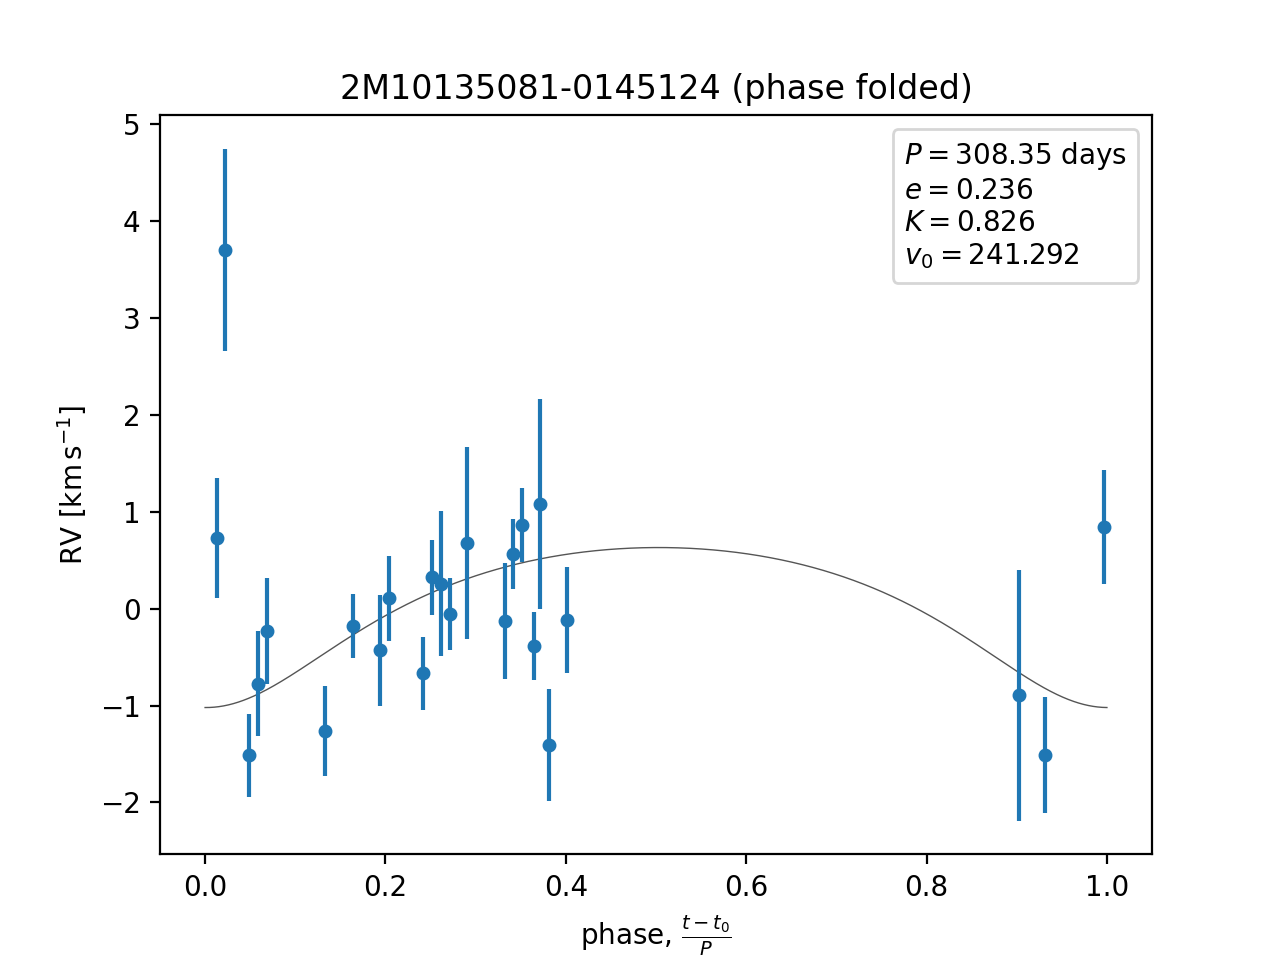 2M10135081-0145124 (phase folded)
P = 308.35 days
e = 0.236
K = 0.826
v₀ = 241.292
RV [km s⁻¹]
5
4
3
2
1
0
−1
−2
0.0 0.2 0.4 0.6 0.8 1.0
phase, (t − t₀)/P